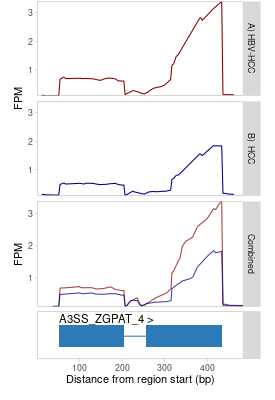 3
2
1
A) HBV-HCC
FPM
3
2
1
B) HCC
3
2
1
FPM
Combined
A3SS_ZGPAT_4 >
100 200 300 400
Distance from region start (bp)